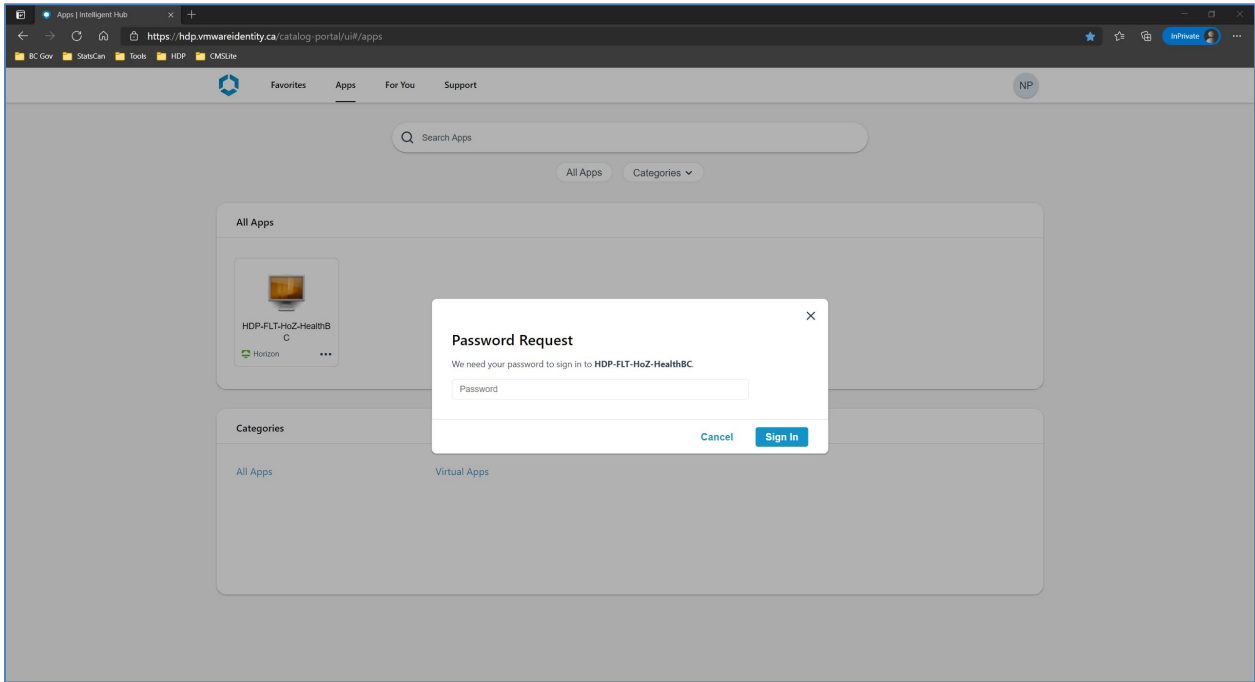 Apps | Intelligent Hub
https://hdp.vmwareidentity.ca/catalog-portal/ui#/apps
InPrivate
BC Gov StatsCan Tools HDP CMSLite
Favorites Apps For You Support NP
Search Apps
All Apps Categories
All Apps
HDP-FLT-HoZ-HealthB
C
Horizon
Password Request
We need your password to sign in to HDP-FLT-HoZ-HealthBC.
Password
Cancel Sign In
Categories
All Apps Virtual Apps